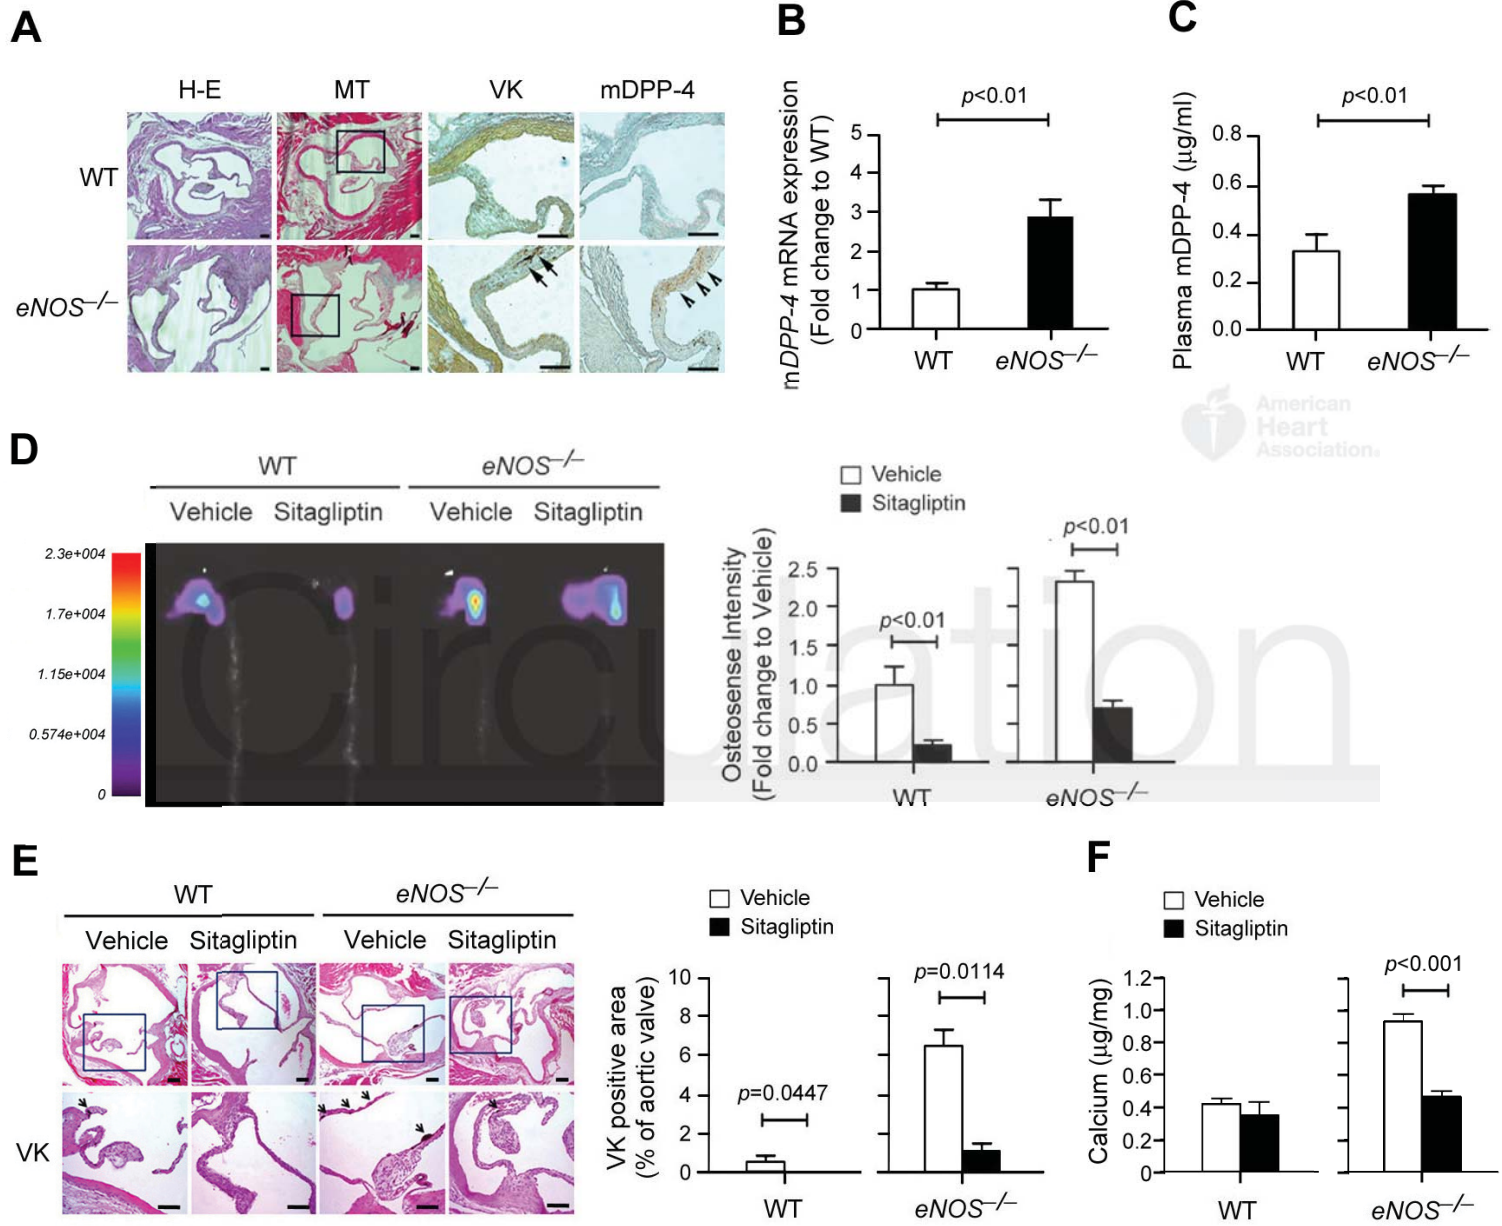 A
H-E MT VK mDPP-4
WT
eNOS–/–
B
mDPP-4 mRNA expression
(Fold change to WT)
p<0.01
5
4
3
2
1
0
WT eNOS–/–
C
Plasma mDPP-4 (µg/ml)
p<0.01
0.8
0.6
0.4
0.2
0.0
WT eNOS–/–
American
Heart
Association®
D
WT eNOS–/–
Vehicle Sitagliptin Vehicle Sitagliptin
2.3e+004
1.7e+004
1.15e+004
0.574e+004
0
Circulation
Vehicle
Sitagliptin
Osteosense Intensity
(Fold change to Vehicle)
p<0.01
p<0.01
2.5
2.0
1.5
1.0
0.5
0.0
WT eNOS–/–
E
WT eNOS–/–
Vehicle Sitagliptin Vehicle Sitagliptin
VK
Vehicle
Sitagliptin
VK positive area
(% of aortic valve)
10
8
6
4
2
0
p=0.0447
p=0.0114
WT eNOS–/–
F
Vehicle
Sitagliptin
Calcium (µg/mg)
p<0.001
1.2
1.0
0.8
0.6
0.4
0.2
0
WT eNOS–/–